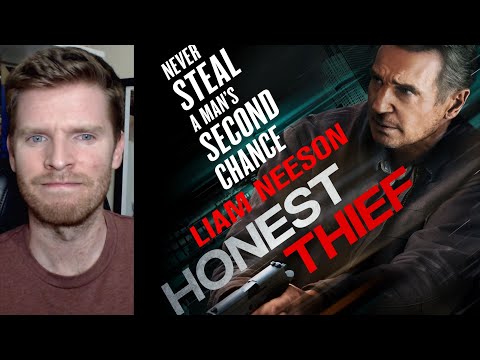 NEVER
STEAL
A MAN'S
SECOND
CHANCE
LIAM NEESON
HONEST
THIEF